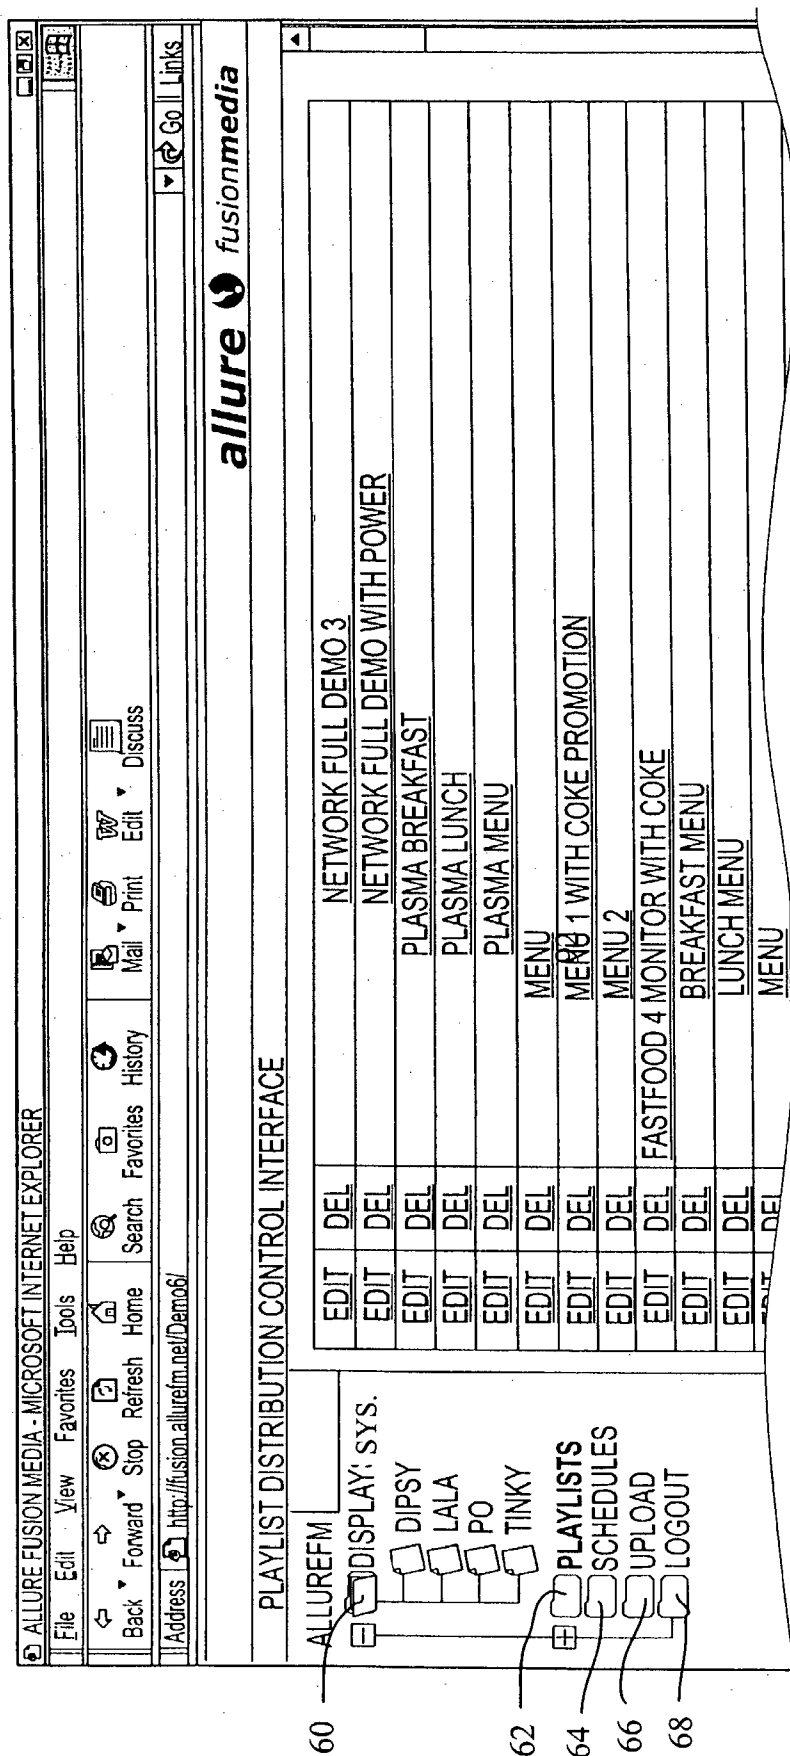 ALLURE FUSION MEDIA - MICROSOFT INTERNET EXPLORER
File Edit View Favorites Tools Help
Back Forward Stop Refresh Home Search Favorites History Mail Print Edit Discuss
Address http://fusion.allurefm.net/Demo6/ Go Links
allure fusionmedia
PLAYLIST DISTRIBUTION CONTROL INTERFACE
ALLUREFM
60 DISPLAY: SYS.
DIPSY
LALA
PO
TINKY
62 PLAYLISTS
64 SCHEDULES
66 UPLOAD
68 LOGOUT
EDIT DEL NETWORK FULL DEMO 3
EDIT DEL NETWORK FULL DEMO WITH POWER
EDIT DEL PLASMA BREAKFAST
EDIT DEL PLASMA LUNCH
EDIT DEL PLASMA MENU
EDIT DEL MENU
EDIT DEL MENU 1 WITH COKE PROMOTION
EDIT DEL MENU 2
EDIT DEL FASTFOOD 4 MONITOR WITH COKE
EDIT DEL BREAKFAST MENU
EDIT DEL LUNCH MENU
EDIT DEL MENU